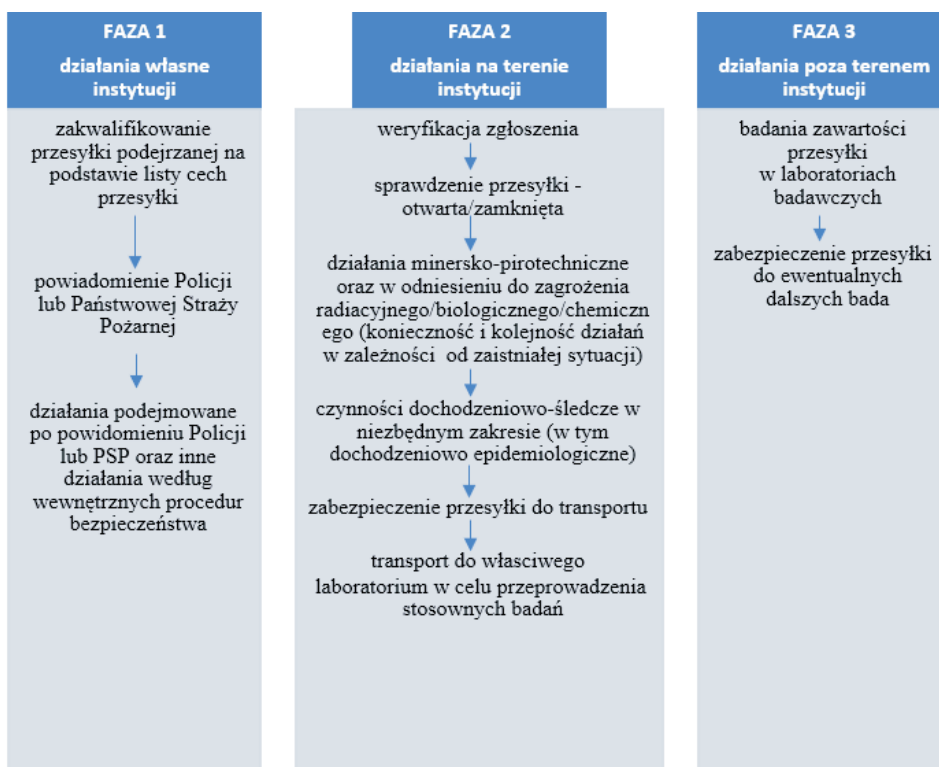 FAZA 1
działania własne
instytucji
zakwalifikowanie
przesyłki podejrzanej na
podstawie listy cech
przesyłki
powiadomienie Policji
lub Państwowej Straży
Pożarnej
działania podejmowane
po powidomieniu Policji
lub PSP oraz inne
działania według
wewnętrznych procedur
bezpieczeństwa
FAZA 2
działania na terenie
instytucji
weryfikacja zgłoszenia
sprawdzenie przesyłki -
otwarta/zamknięta
działania minersko-pirotechniczne
oraz w odniesieniu do zagrożenia
radiacyjnego/biologicznego/chemiczn
ego (konieczność i kolejność działań
w zależności od zaistniałej sytuacji)
czynności dochodzeniowo-śledcze w
niezbędnym zakresie (w tym
dochodzeniowo epidemiologiczne)
zabezpieczenie przesyłki do transportu
transport do własciwego
laboratorium w celu przeprowadzenia
stosownych badań
FAZA 3
działania poza terenem
instytucji
badania zawartości
przesyłki
w laboratoriach
badawczych
zabezpieczenie przesyłki
do ewentualnych
dalszych bada